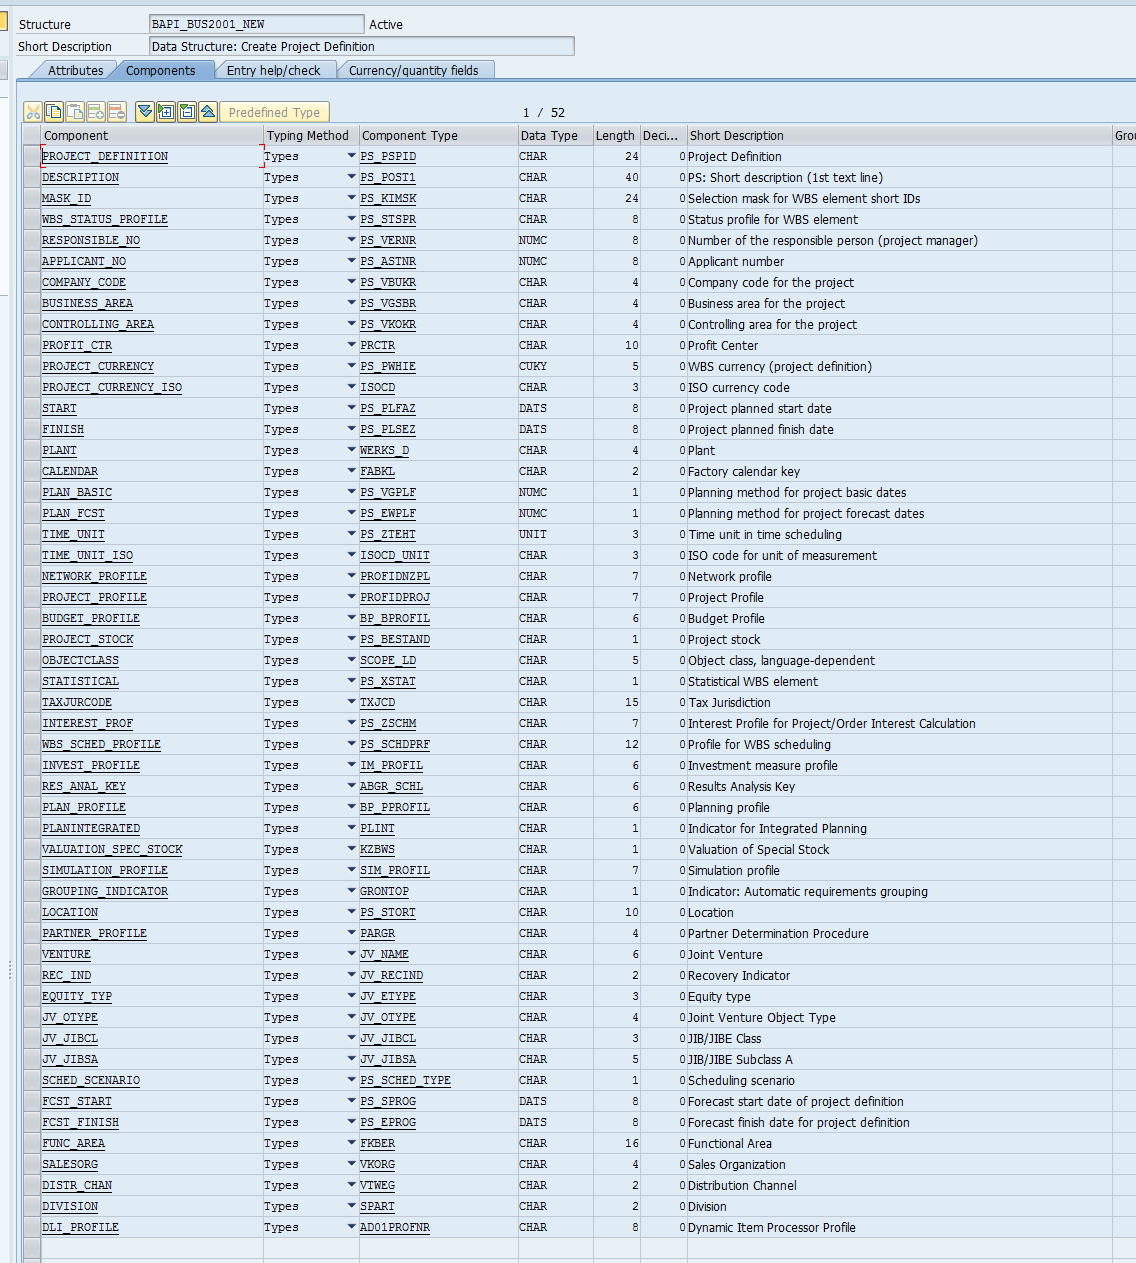 Structure BAPI_BUS2001_NEW Active
Short Description Data Structure: Create Project Definition
Attributes Components Entry help/check Currency/quantity fields
Predefined Type 1 / 52
Component Typing Method Component Type Data Type Length Deci... Short Description Grou
PROJECT_DEFINITION Types PS_PSPID CHAR 24 0 Project Definition
DESCRIPTION Types PS_POST1 CHAR 40 0 PS: Short description (1st text line)
MASK_ID Types PS_KIMSK CHAR 24 0 Selection mask for WBS element short IDs
WBS_STATUS_PROFILE Types PS_STSPR CHAR 8 0 Status profile for WBS element
RESPONSIBLE_NO Types PS_VERNR NUMC 8 0 Number of the responsible person (project manager)
APPLICANT_NO Types PS_ASTNR NUMC 8 0 Applicant number
COMPANY_CODE Types PS_VBUKR CHAR 4 0 Company code for the project
BUSINESS_AREA Types PS_VGSBR CHAR 4 0 Business area for the project
CONTROLLING_AREA Types PS_VKOKR CHAR 4 0 Controlling area for the project
PROFIT_CTR Types PRCTR CHAR 10 0 Profit Center
PROJECT_CURRENCY Types PS_PWHIE CUKY 5 0 WBS currency (project definition)
PROJECT_CURRENCY_ISO Types ISOCD CHAR 3 0 ISO currency code
START Types PS_PLFAZ DATS 8 0 Project planned start date
FINISH Types PS_PLSEZ DATS 8 0 Project planned finish date
PLANT Types WERKS_D CHAR 4 0 Plant
CALENDAR Types FABKL CHAR 2 0 Factory calendar key
PLAN_BASIC Types PS_VGPLF NUMC 1 0 Planning method for project basic dates
PLAN_FCST Types PS_EWPLF NUMC 1 0 Planning method for project forecast dates
TIME_UNIT Types PS_ZTEHT UNIT 3 0 Time unit in time scheduling
TIME_UNIT_ISO Types ISOCD_UNIT CHAR 3 0 ISO code for unit of measurement
NETWORK_PROFILE Types PROFIDNZPL CHAR 7 0 Network profile
PROJECT_PROFILE Types PROFIDPROJ CHAR 7 0 Project Profile
BUDGET_PROFILE Types BP_BPROFIL CHAR 6 0 Budget Profile
PROJECT_STOCK Types PS_BESTAND CHAR 1 0 Project stock
OBJECTCLASS Types SCOPE_LD CHAR 5 0 Object class, language-dependent
STATISTICAL Types PS_XSTAT CHAR 1 0 Statistical WBS element
TAXJURCODE Types TXJCD CHAR 15 0 Tax Jurisdiction
INTEREST_PROF Types PS_ZSCHM CHAR 7 0 Interest Profile for Project/Order Interest Calculation
WBS_SCHED_PROFILE Types PS_SCHDPRF CHAR 12 0 Profile for WBS scheduling
INVEST_PROFILE Types IM_PROFIL CHAR 6 0 Investment measure profile
RES_ANAL_KEY Types ABGR_SCHL CHAR 6 0 Results Analysis Key
PLAN_PROFILE Types BP_PPROFIL CHAR 6 0 Planning profile
PLANINTEGRATED Types PLINT CHAR 1 0 Indicator for Integrated Planning
VALUATION_SPEC_STOCK Types KZBWS CHAR 1 0 Valuation of Special Stock
SIMULATION_PROFILE Types SIM_PROFIL CHAR 7 0 Simulation profile
GROUPING_INDICATOR Types GRONTOP CHAR 1 0 Indicator: Automatic requirements grouping
LOCATION Types PS_STORT CHAR 10 0 Location
PARTNER_PROFILE Types PARGR CHAR 4 0 Partner Determination Procedure
VENTURE Types JV_NAME CHAR 6 0 Joint Venture
REC_IND Types JV_RECIND CHAR 2 0 Recovery Indicator
EQUITY_TYP Types JV_ETYPE CHAR 3 0 Equity type
JV_OTYPE Types JV_OTYPE CHAR 4 0 Joint Venture Object Type
JV_JIBCL Types JV_JIBCL CHAR 3 0 JIB/JIBE Class
JV_JIBSA Types JV_JIBSA CHAR 5 0 JIB/JIBE Subclass A
SCHED_SCENARIO Types PS_SCHED_TYPE CHAR 1 0 Scheduling scenario
FCST_START Types PS_SPROG DATS 8 0 Forecast start date of project definition
FCST_FINISH Types PS_EPROG DATS 8 0 Forecast finish date for project definition
FUNC_AREA Types FKBER CHAR 16 0 Functional Area
SALESORG Types VKORG CHAR 4 0 Sales Organization
DISTR_CHAN Types VTWEG CHAR 2 0 Distribution Channel
DIVISION Types SPART CHAR 2 0 Division
DLI_PROFILE Types AD01PROFNR CHAR 8 0 Dynamic Item Processor Profile